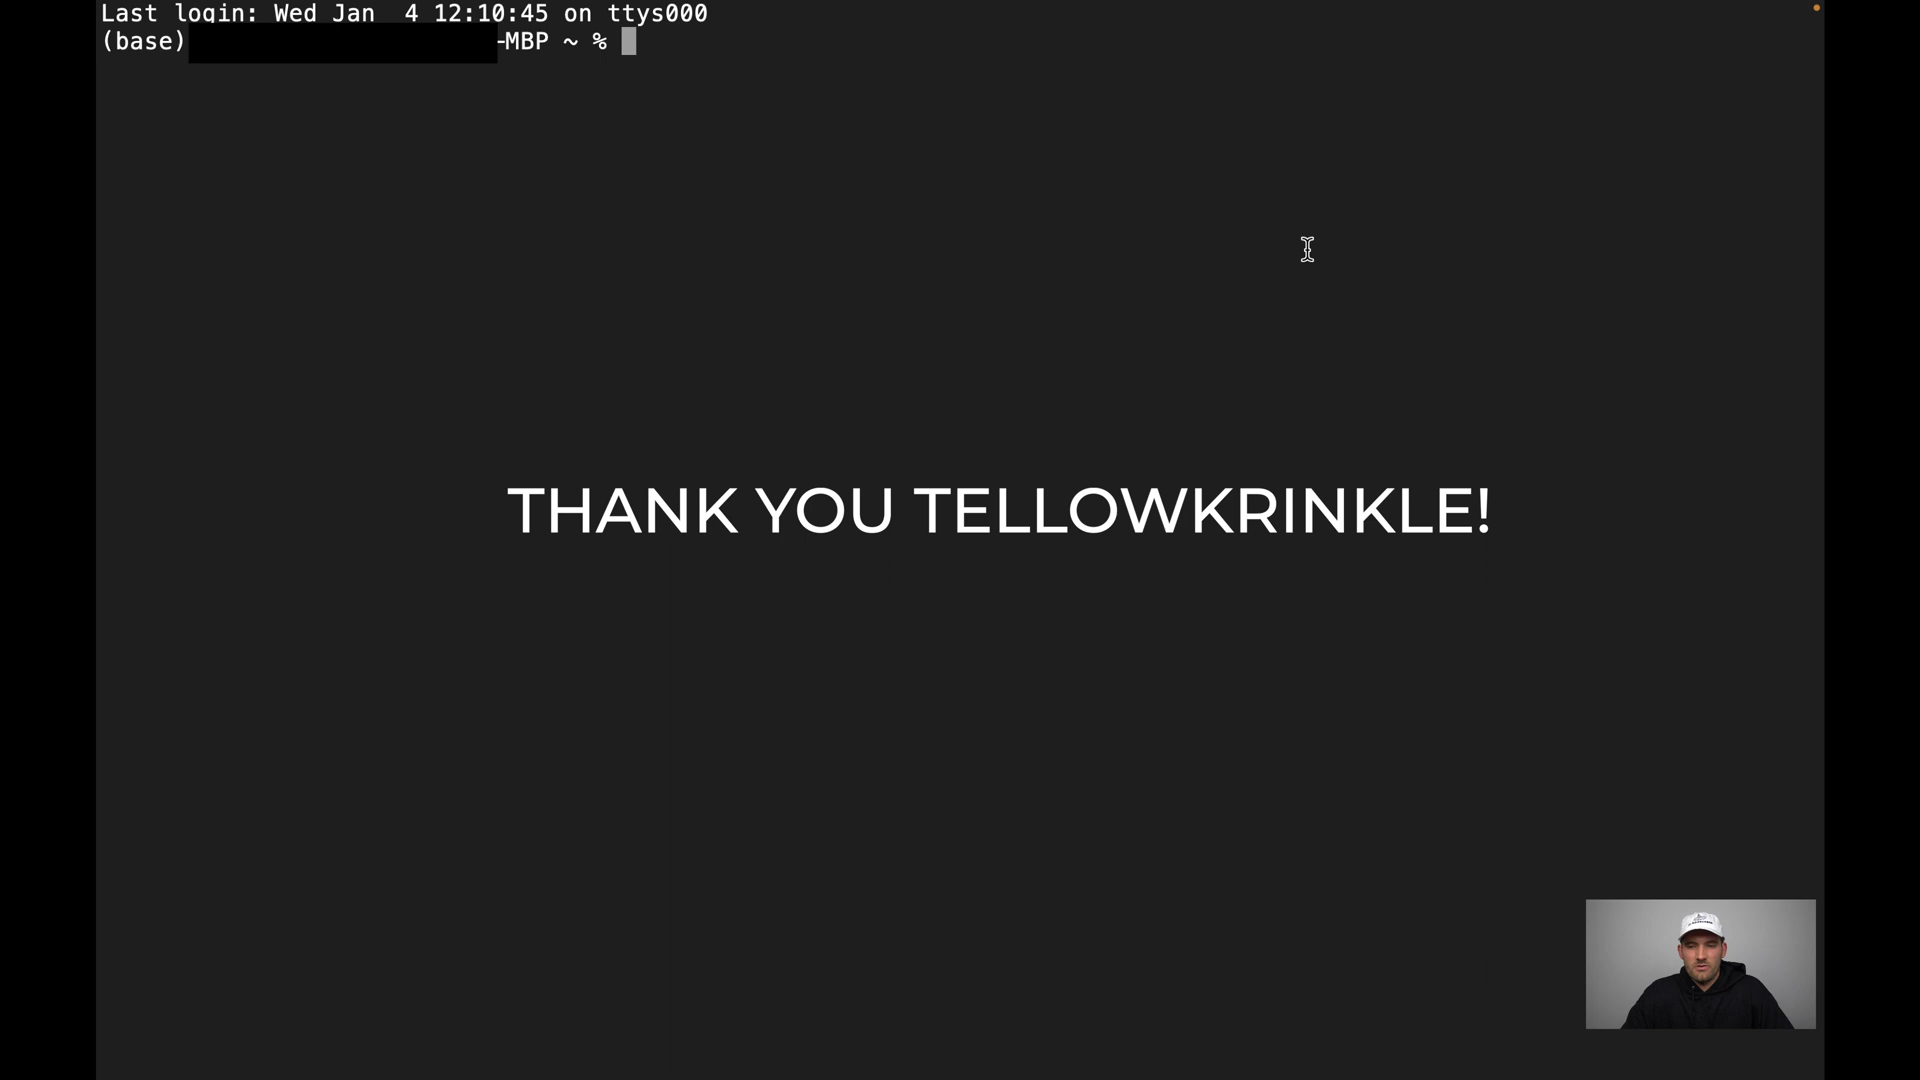 Last login: Wed Jan  4 12:10:45 on ttys000
(base) -MBP ~ %
THANK YOU TELLOWKRINKLE!